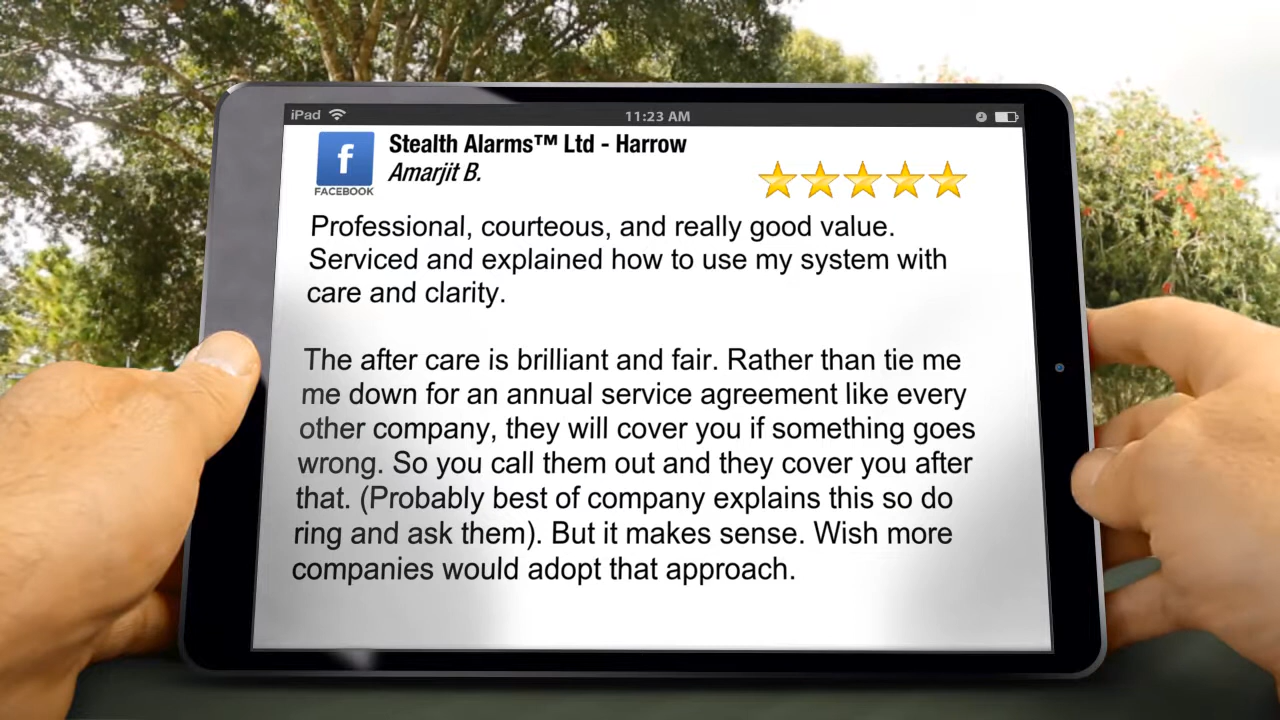 iPad
11:23 AM
f
FACEBOOK
Stealth Alarms™ Ltd - Harrow
Amarjit B.
Professional, courteous, and really good value.
Serviced and explained how to use my system with
care and clarity.
The after care is brilliant and fair. Rather than tie me
me down for an annual service agreement like every
other company, they will cover you if something goes
wrong. So you call them out and they cover you after
that. (Probably best of company explains this so do
ring and ask them). But it makes sense. Wish more
companies would adopt that approach.